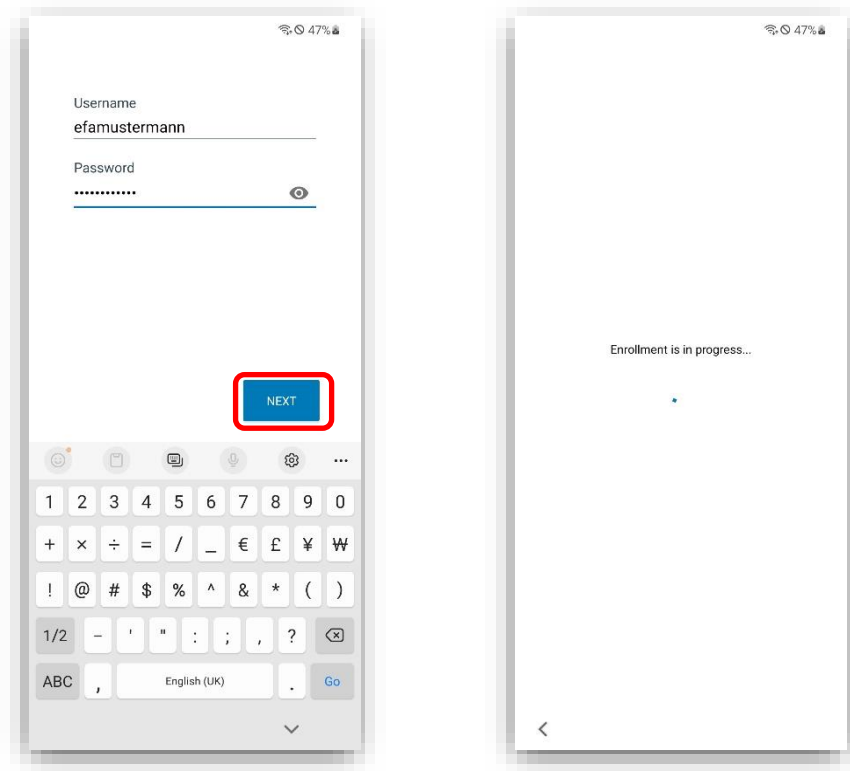 47%
Username
efamustermann
Password
••••••••••••
NEXT
1 2 3 4 5 6 7 8 9 0
+ × ÷ = / _ € £ ¥ ₩
! @ # $ % ^ & * ( )
1/2 - ' " : ; , ?
ABC , English (UK) . Go
47%
Enrollment is in progress...